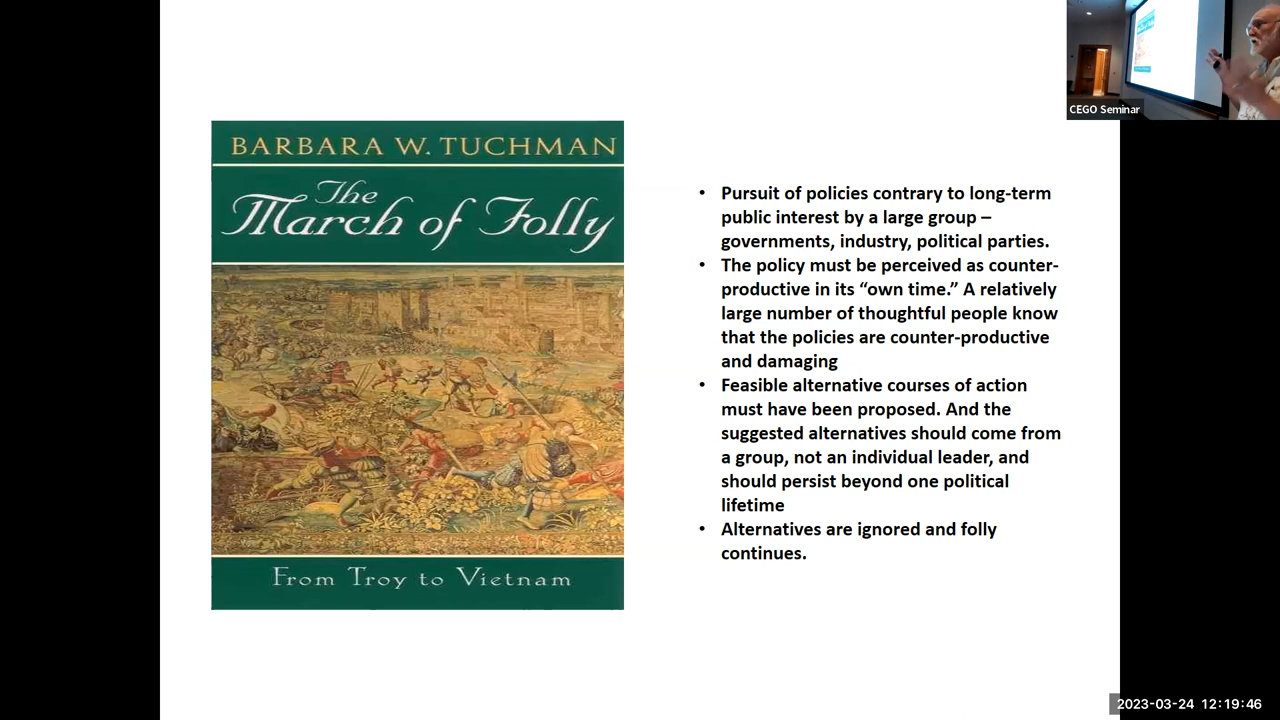 CEGO Seminar
BARBARA W. TUCHMAN
The
March of Folly
From Troy to Vietnam
• Pursuit of policies contrary to long-term
public interest by a large group –
governments, industry, political parties.
• The policy must be perceived as counter-
productive in its “own time.” A relatively
large number of thoughtful people know
that the policies are counter-productive
and damaging
• Feasible alternative courses of action
must have been proposed. And the
suggested alternatives should come from
a group, not an individual leader, and
should persist beyond one political
lifetime
• Alternatives are ignored and folly
continues.
2023-03-24 12:19:46